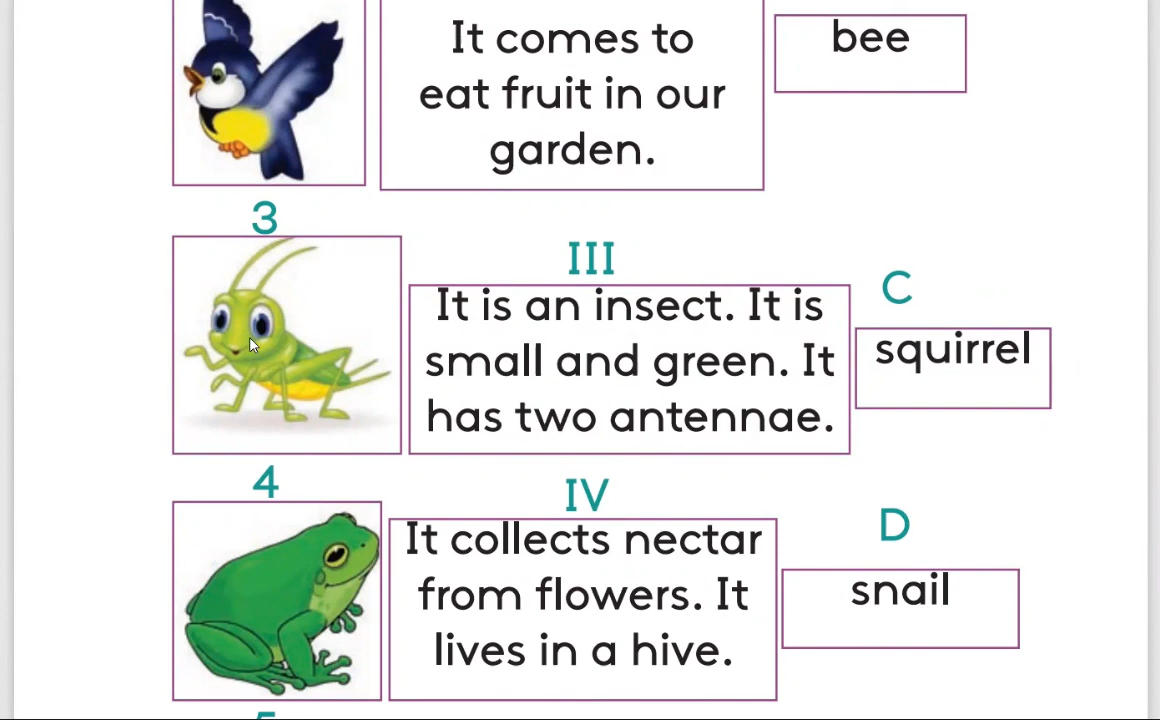 It comes to
eat fruit in our
garden.
bee
3
III
It is an insect. It is
small and green. It
has two antennae.
C
squirrel
4
IV
It collects nectar
from flowers. It
lives in a hive.
D
snail